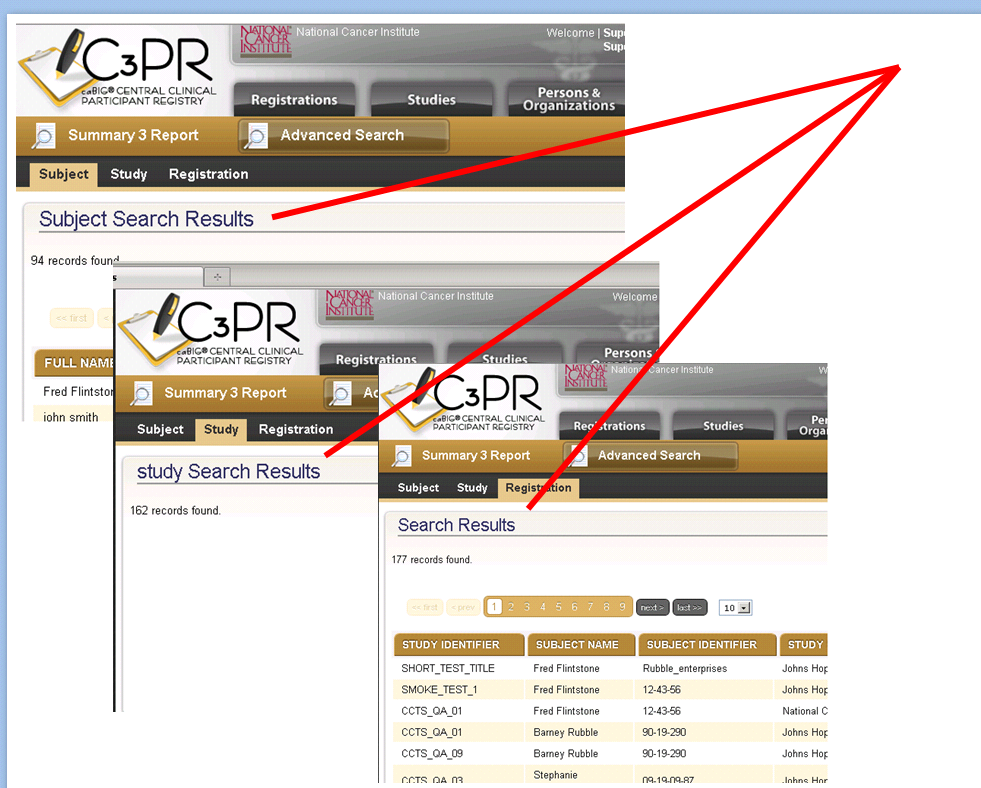 C3PR
caBIG® CENTRAL CLINICAL
PARTICIPANT REGISTRY
NATIONAL
CANCER
INSTITUTE
National Cancer Institute
Welcome | Sup
Sup
Registrations
Studies
Persons &
Organizations
Summary 3 Report
Advanced Search
Subject
Study
Registration
Subject Search Results
94 records found
<< first
<
FULL NAME
Fred Flintstor
john smith
s
C3PR
caBIG® CENTRAL CLINICAL
PARTICIPANT REGISTRY
NATIONAL
CANCER
INSTITUTE
National Cancer Institute
Welcome
Registrations
Studies
Persons
Summary 3 Report
Subject
Study
Registration
study Search Results
162 records found.
C3PR
caBIG® CENTRAL CLINICAL
PARTICIPANT REGISTRY
NATIONAL
CANCER
INSTITUTE
National Cancer Institute
W
Registrations
Studies
Per
Orga
Summary 3 Report
Advanced Search
Subject
Study
Registration
Search Results
177 records found.
<< first < prev 1 2 3 4 5 6 7 8 9 next > last >> 10
STUDY IDENTIFIER SUBJECT NAME SUBJECT IDENTIFIER STUDY
SHORT_TEST_TITLE Fred Flintstone Rubble_enterprises Johns Hop
SMOKE_TEST_1 Fred Flintstone 12-43-56 Johns Hop
CCTS_QA_01 Fred Flintstone 12-43-56 National C
CCTS_QA_01 Barney Rubble 90-19-290 Johns Hop
CCTS_QA_09 Barney Rubble 90-19-290 Johns Hop
CCTS_QA_03 Stephanie 09-19-09-87 Johns Hop